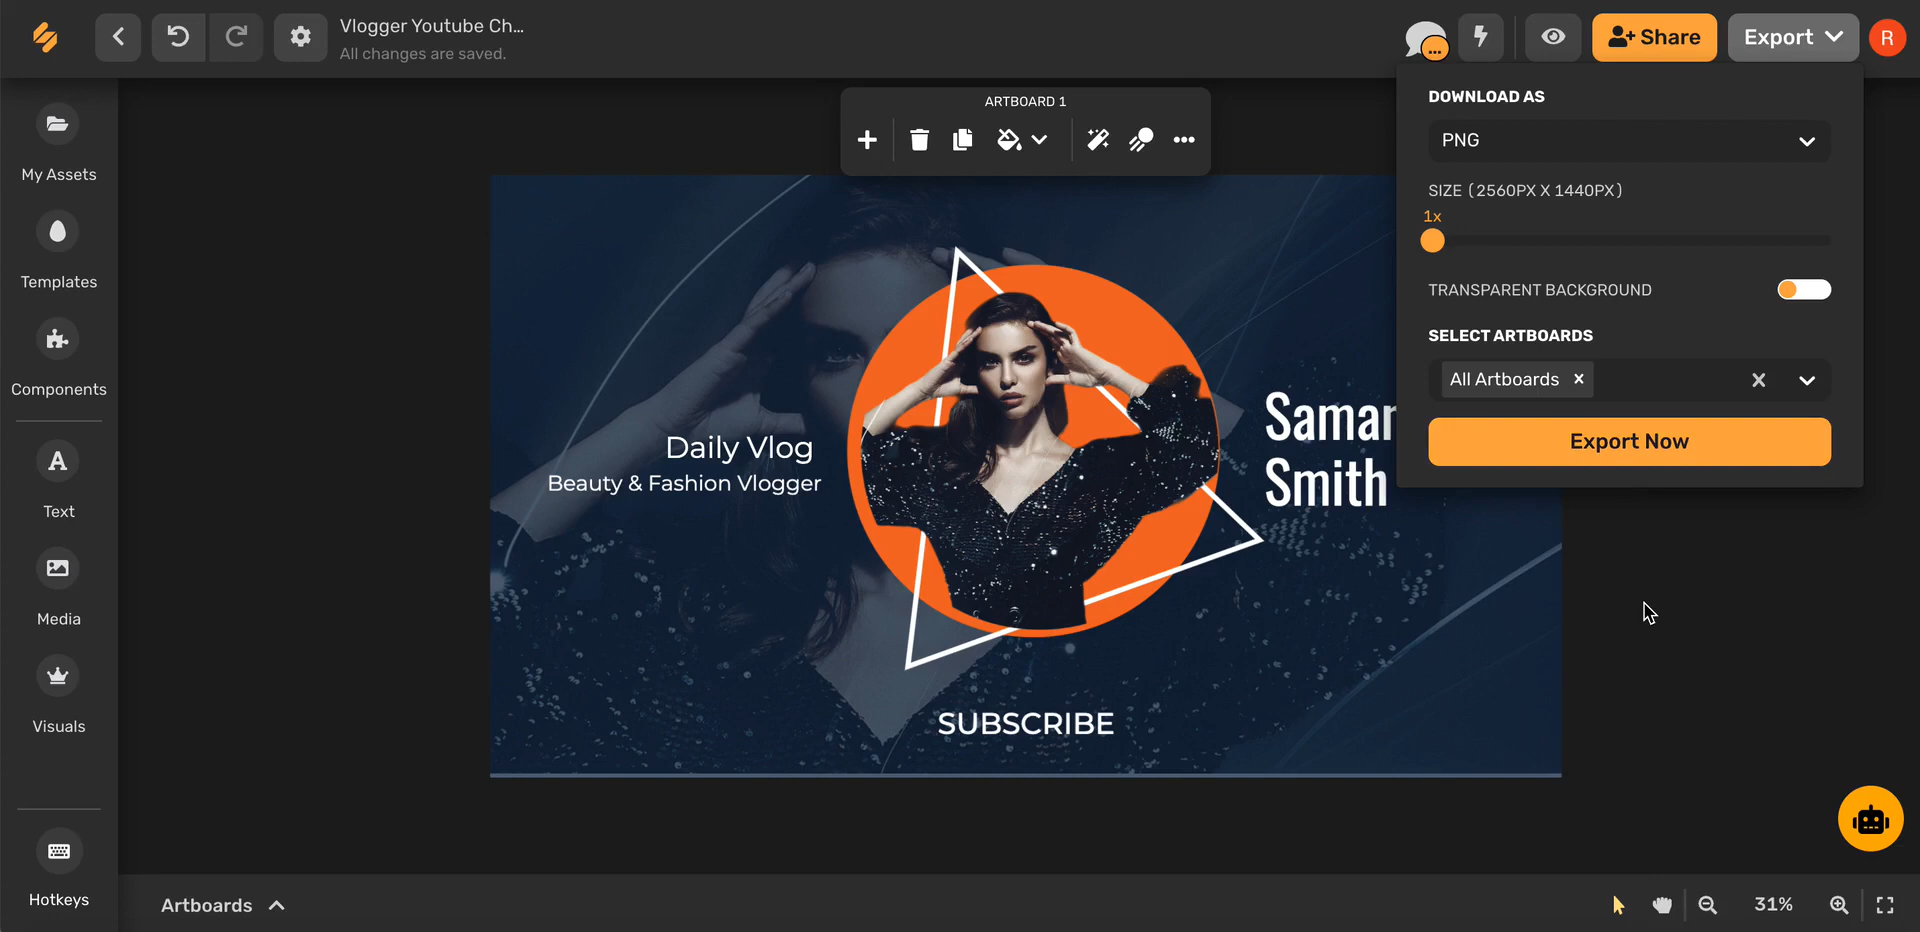 Vlogger Youtube Ch...
All changes are saved.
Share
Export
R
My Assets
Templates
Components
Text
Media
Visuals
Hotkeys
ARTBOARD 1
DOWNLOAD AS
PNG
SIZE (2560PX X 1440PX)
1x
TRANSPARENT BACKGROUND
SELECT ARTBOARDS
All Artboards
Export Now
Daily Vlog
Beauty & Fashion Vlogger
Saman
Smith
SUBSCRIBE
Artboards
31%